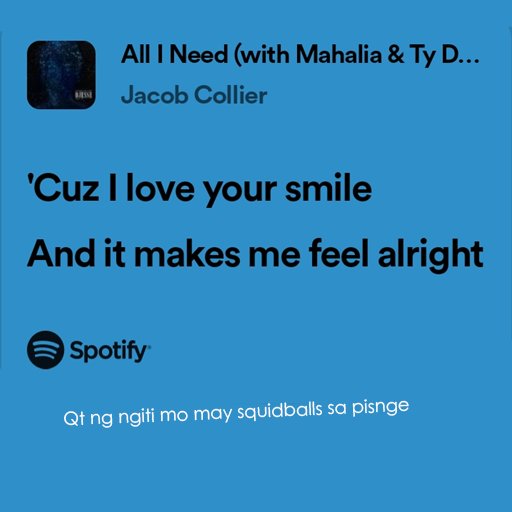 All I Need (with Mahalia & Ty D...
Jacob Collier
'Cuz I love your smile
And it makes me feel alright
Spotify
Qt ng ngiti mo may squidballs sa pisnge